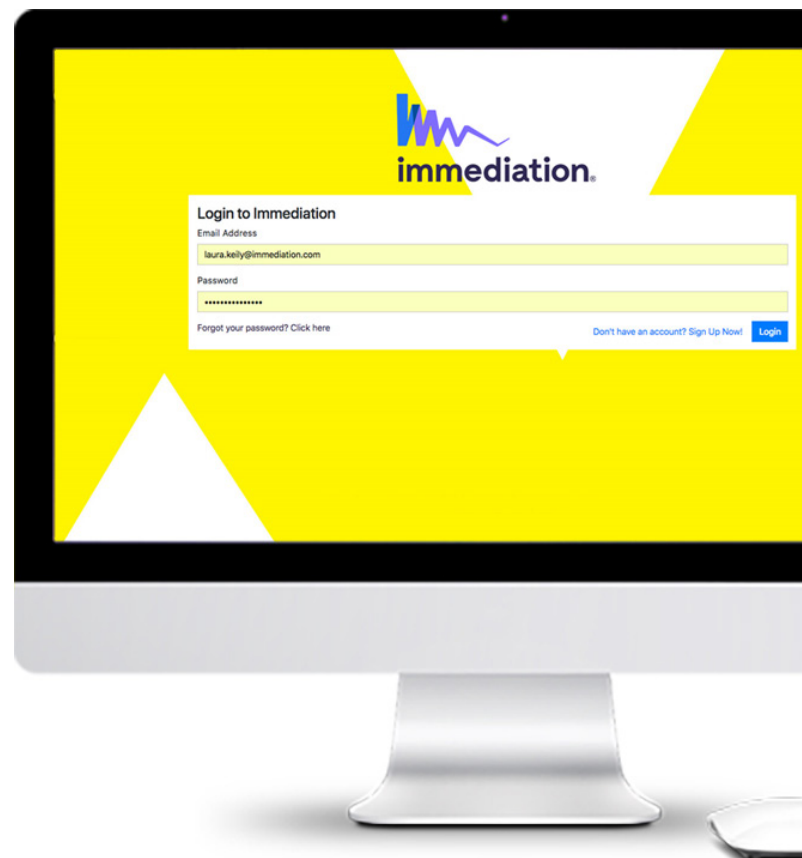 immediation®
Login to Immediation
Email Address
laura.keily@immediation.com
Password
•••••••••••••••
Forgot your password? Click here
Don't have an account? Sign Up Now!
Login